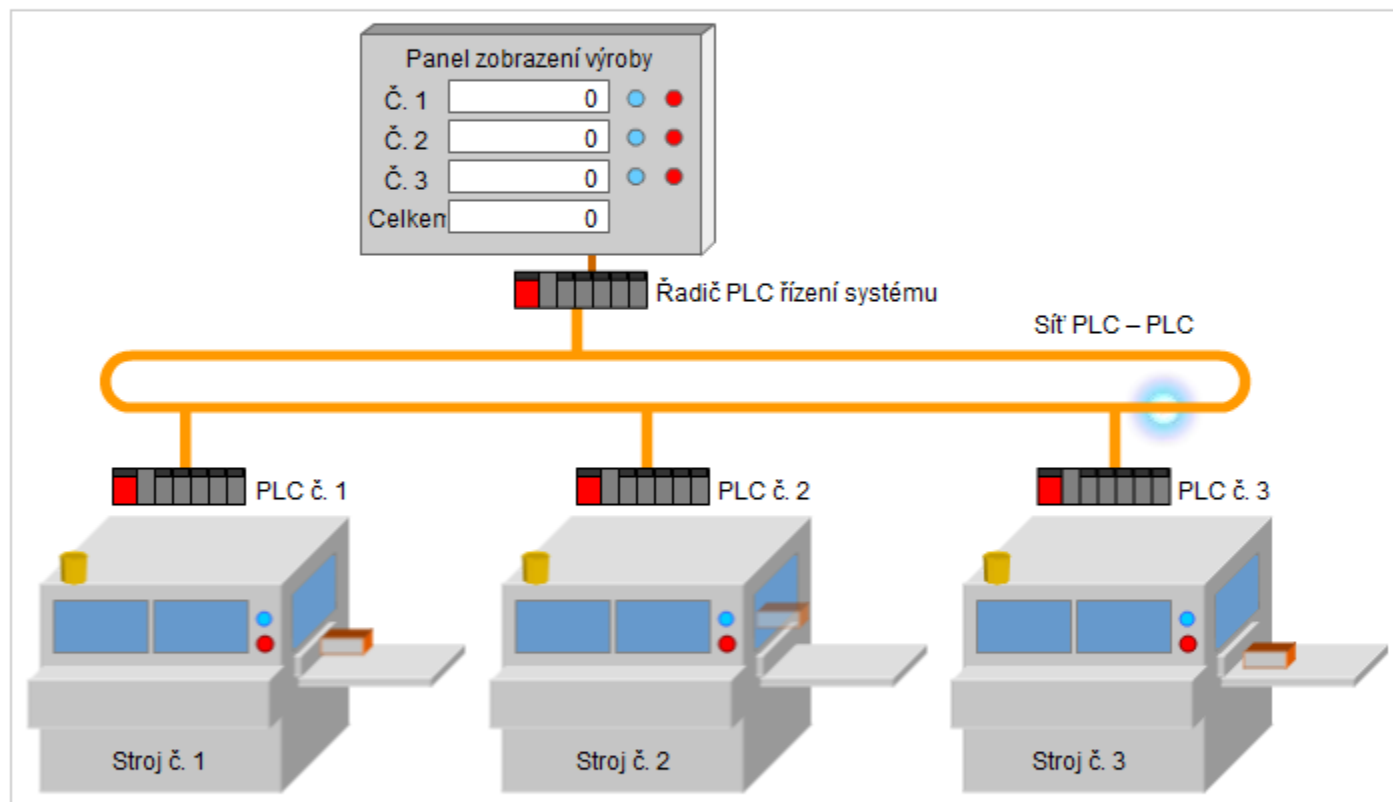 Panel zobrazení výroby
Č. 1 0
Č. 2 0
Č. 3 0
Celkem 0
Řadič PLC řízení systému
Síť PLC – PLC
PLC č. 1
PLC č. 2
PLC č. 3
Stroj č. 1
Stroj č. 2
Stroj č. 3